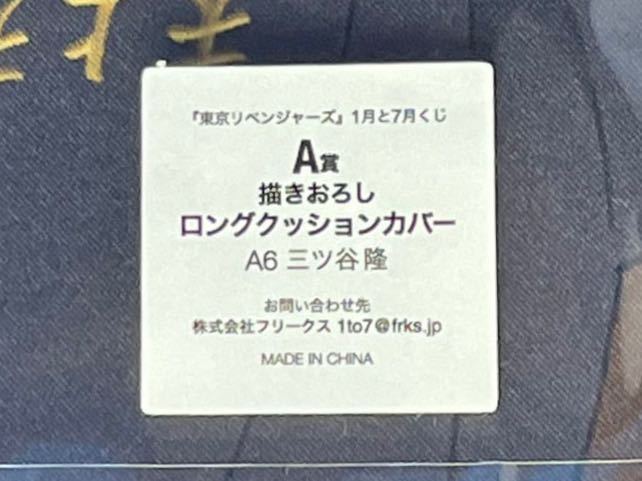 『東京リベンジャーズ』1月と7月くじ
A賞
描きおろし
ロングクッションカバー
A6 三ツ谷隆
お問い合わせ先
株式会社フリークス 1to7@frks.jp
MADE IN CHINA